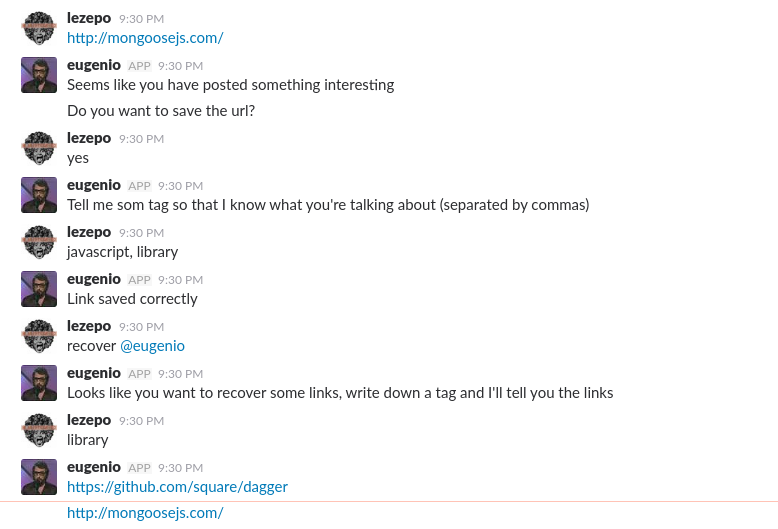 lezepo 9:30 PM
http://mongoosejs.com/
eugenio APP 9:30 PM
Seems like you have posted something interesting
Do you want to save the url?
lezepo 9:30 PM
yes
eugenio APP 9:30 PM
Tell me som tag so that I know what you're talking about (separated by commas)
lezepo 9:30 PM
javascript, library
eugenio APP 9:30 PM
Link saved correctly
lezepo 9:30 PM
recover @eugenio
eugenio APP 9:30 PM
Looks like you want to recover some links, write down a tag and I'll tell you the links
lezepo 9:30 PM
library
eugenio APP 9:30 PM
https://github.com/square/dagger
http://mongoosejs.com/